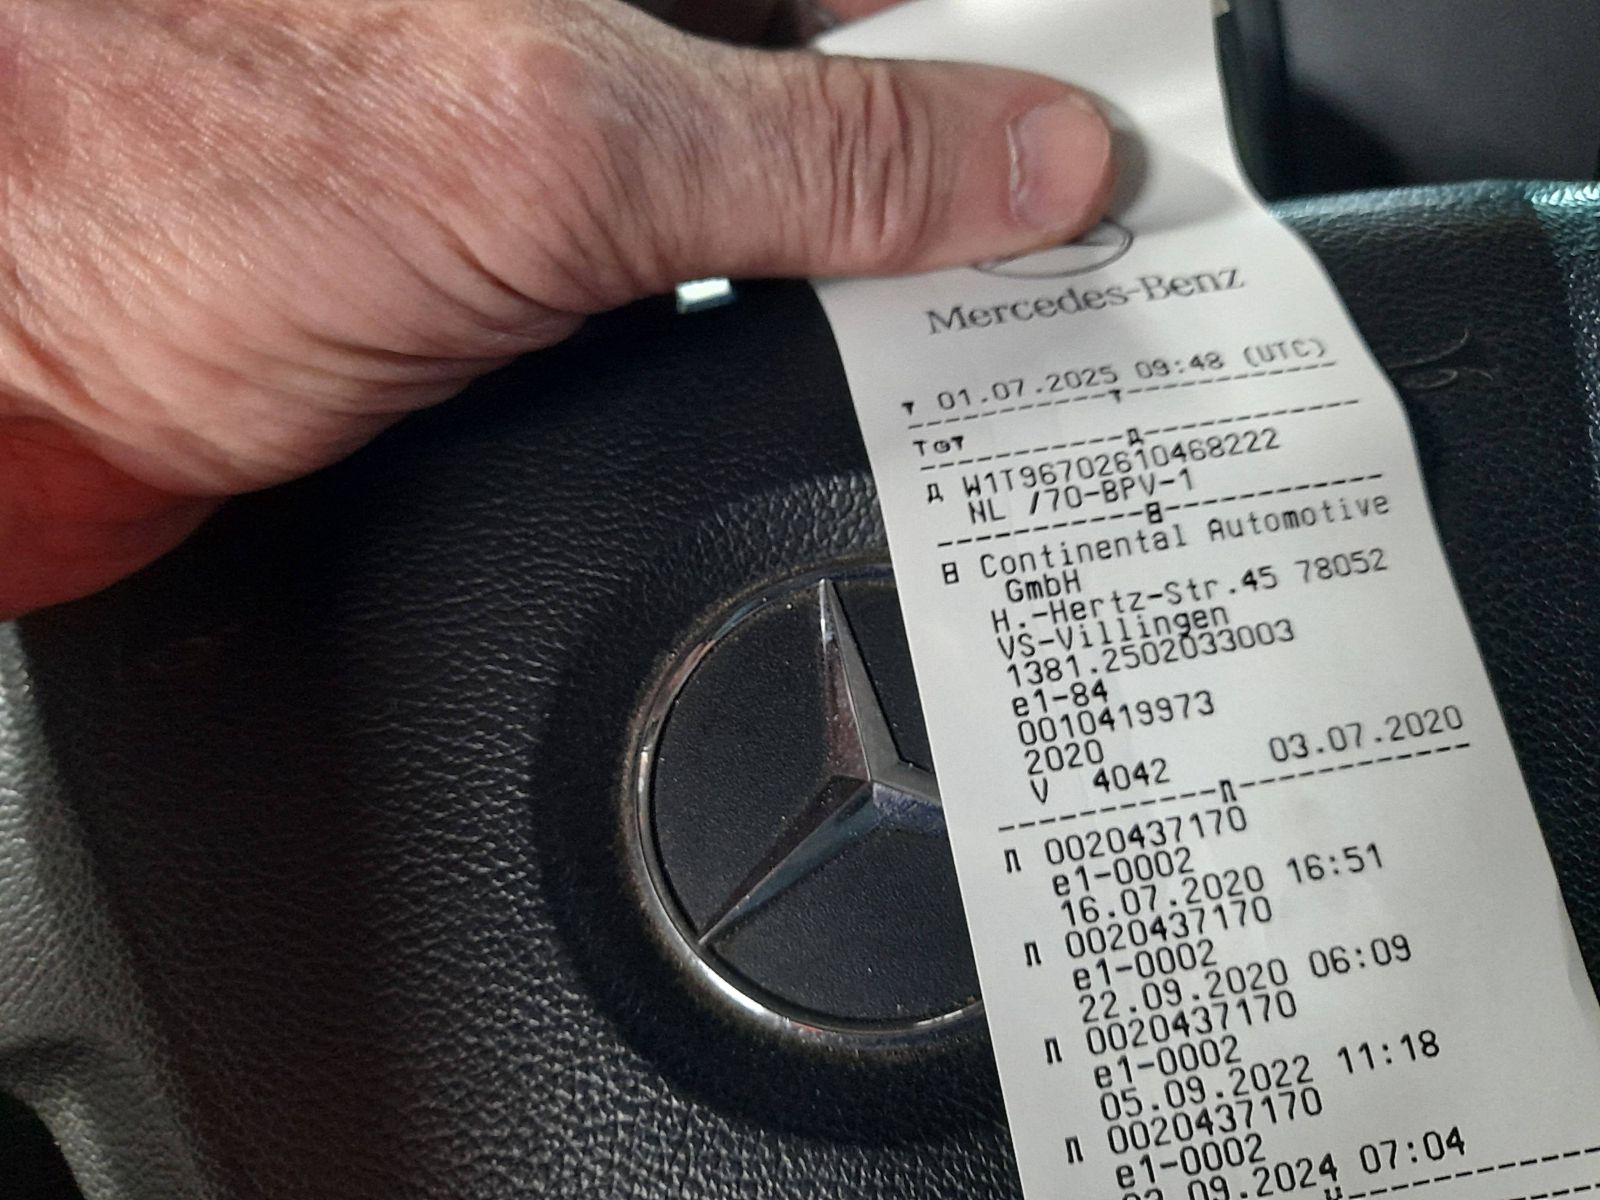 Mercedes-Benz
▼ 01.07.2025 09:48 (UTC)
----------▼----------
T⊙▼
----------д----------
д W1T96702610468222
NL /70-BPV-1
----------B----------
B Continental Automotive
GmbH
H.-Hertz-Str.45 78052
VS-Villingen
1381.2502033003
e1-84
0010419973
2020
V 4042 03.07.2020
----------П----------
П 0020437170
e1-0002
16.07.2020 16:51
П 0020437170
e1-0002
22.09.2020 06:09
П 0020437170
e1-0002
05.09.2022 11:18
П 0020437170
e1-0002
.09.2024 07:04